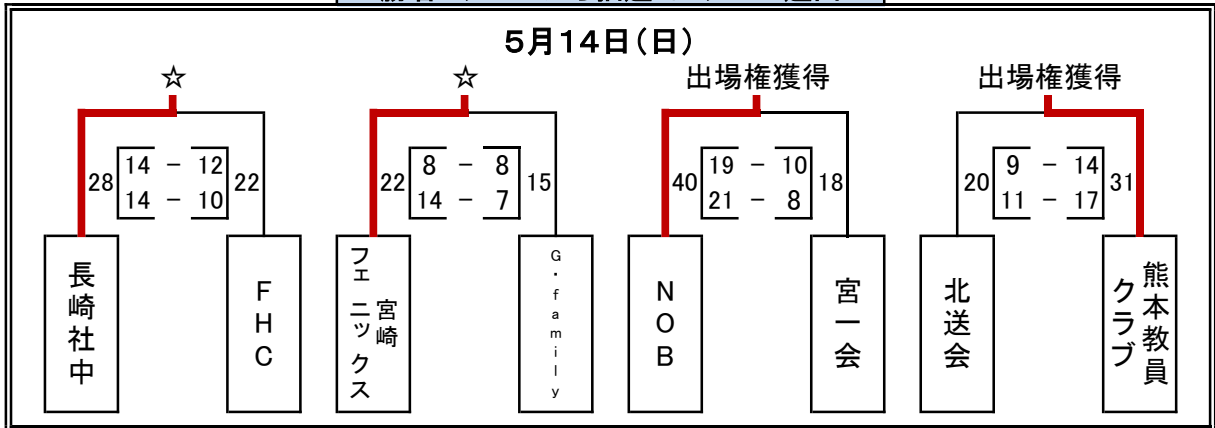 5月14日(日)
☆ ☆ 出場権獲得 出場権獲得
28 14 - 12 22
14 - 10
22 8 - 8 15
14 - 7
40 19 - 10 18
21 - 8
20 9 - 14 31
11 - 17
長崎社中
FHC
宮崎
フェニックス
G・family
NOB
宮一会
北送会
熊本教員
クラブ